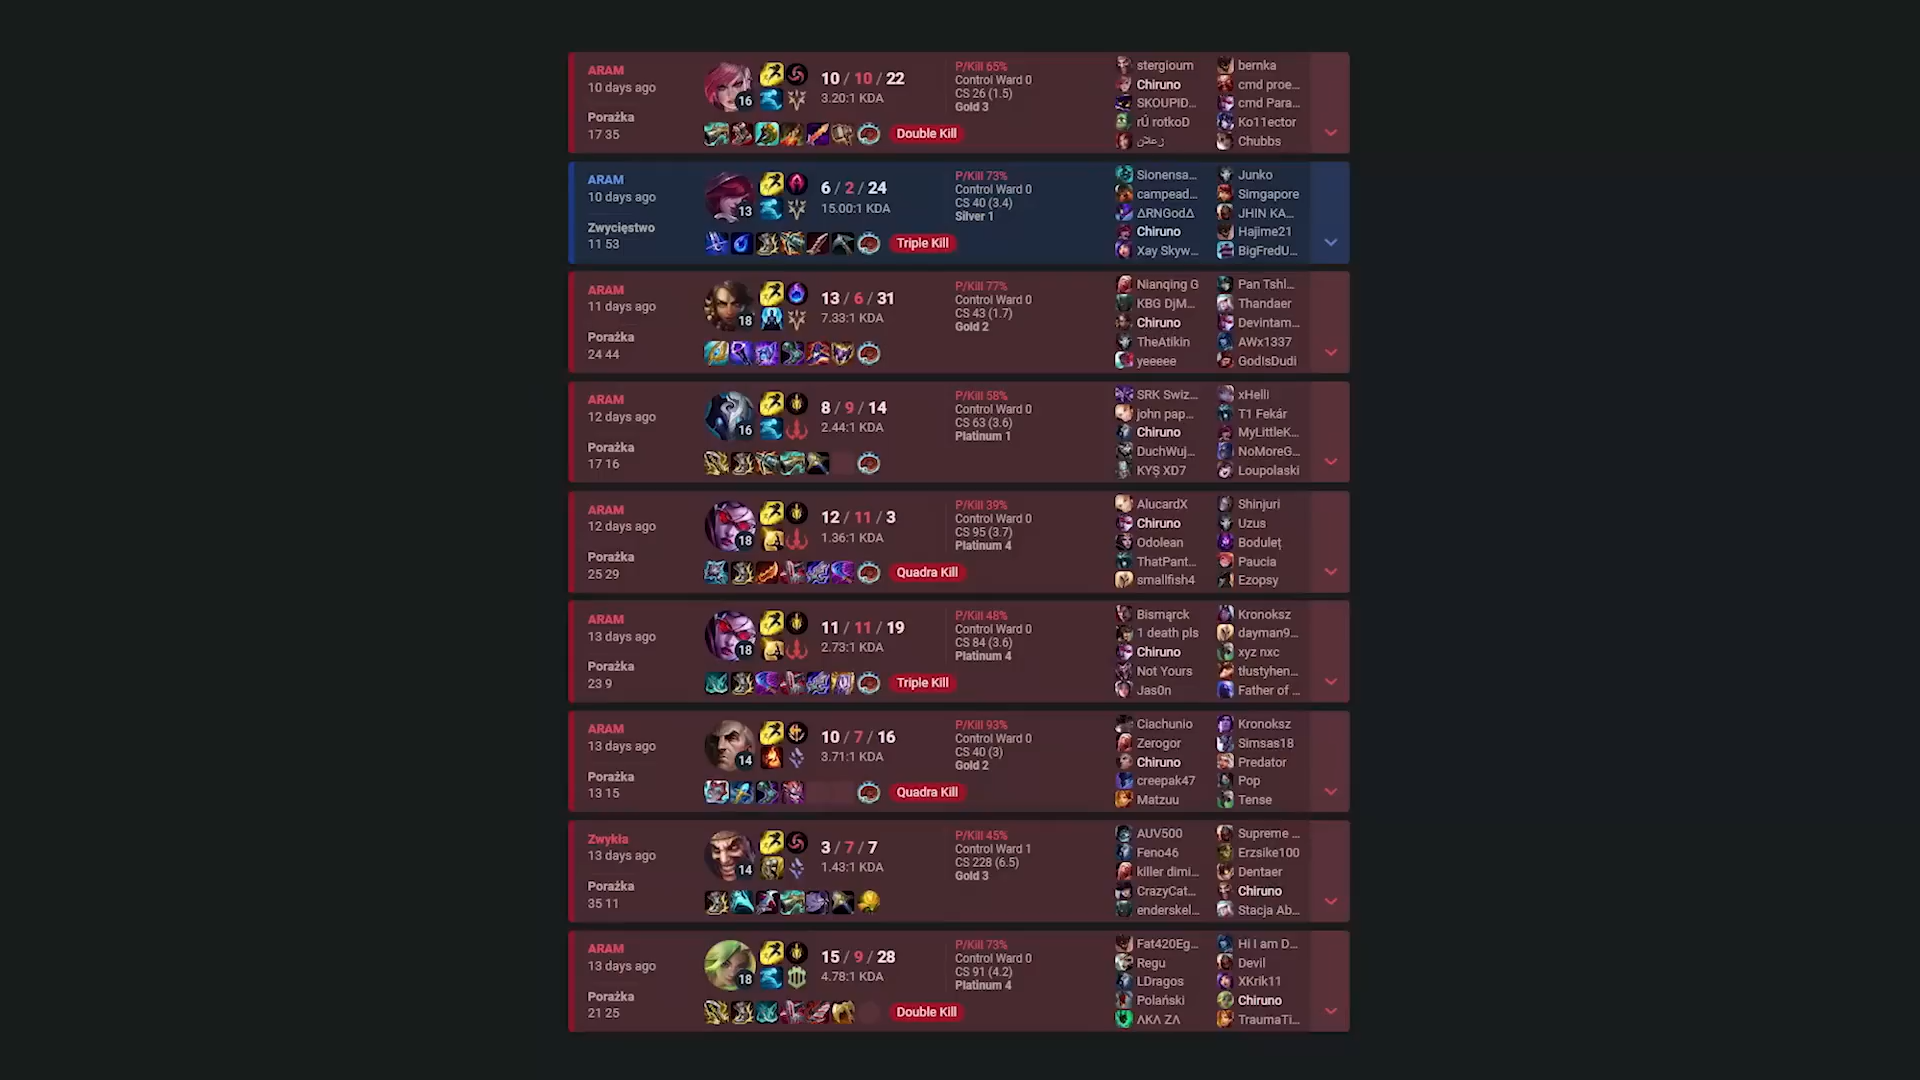 ARAM
10 days ago
Porażka
17 35
16
10 / 10 / 22
3.20:1 KDA
Double Kill
P/Kill 65%
Control Ward 0
CS 26 (1.5)
Gold 3
stergioum bernka
Chiruno cmd proe...
SKOUPID... cmd Para...
rÚ rotkoD Ko11ector
Chubbs
ARAM
10 days ago
Zwycięstwo
11 53
13
6 / 2 / 24
15.00:1 KDA
Triple Kill
P/Kill 73%
Control Ward 0
CS 40 (3.4)
Silver 1
Sionensa... Junko
campead... Simgapore
ΔRNGodΔ JHIN KA...
Chiruno Hajime21
Xay Skyw... BigFredU...
ARAM
11 days ago
Porażka
24 44
18
13 / 6 / 31
7.33:1 KDA
P/Kill 77%
Control Ward 0
CS 43 (1.7)
Gold 2
Nianqing G Pan Tshl...
KBG DjM... Thandaer
Chiruno Devintam...
TheAtikin AWx1337
yeeeee GodIsDudi
ARAM
12 days ago
Porażka
17 16
16
8 / 9 / 14
2.44:1 KDA
P/Kill 58%
Control Ward 0
CS 63 (3.6)
Platinum 1
SRK Swiz... xHelli
john pap... T1 Fekár
Chiruno MyLittleK...
DuchWuj... NoMoreG...
KYŞ XD7 Loupolaski
ARAM
12 days ago
Porażka
25 29
18
12 / 11 / 3
1.36:1 KDA
Quadra Kill
P/Kill 39%
Control Ward 0
CS 95 (3.7)
Platinum 4
AlucardX Shinjuri
Chiruno Uzus
Odolean Boduleț
ThatPant... Paucia
smallfish4 Ezopsy
ARAM
13 days ago
Porażka
23 9
18
11 / 11 / 19
2.73:1 KDA
Triple Kill
P/Kill 48%
Control Ward 0
CS 84 (3.6)
Platinum 4
Bismąrck Kronoksz
1 death pls dayman9...
Chiruno xyz nxc
Not Yours tłustyhen...
Jas0n Father of ...
ARAM
13 days ago
Porażka
13 15
14
10 / 7 / 16
3.71:1 KDA
Quadra Kill
P/Kill 93%
Control Ward 0
CS 40 (3)
Gold 2
Ciachunio Kronoksz
Zerogor Simsas18
Chiruno Predator
creepak47 Pop
Matzuu Tense
Zwykła
13 days ago
Porażka
35 11
14
3 / 7 / 7
1.43:1 KDA
P/Kill 45%
Control Ward 1
CS 228 (6.5)
Gold 3
AUV500 Supreme ...
Feno46 Erzsike100
killer dimi... Dentaer
CrazyCat... Chiruno
enderskel... Stacja Ab...
ARAM
13 days ago
Porażka
21 25
18
15 / 9 / 28
4.78:1 KDA
Double Kill
P/Kill 73%
Control Ward 0
CS 91 (4.2)
Platinum 4
Fat420Eg... Hi I am D...
Regu Devil
LDragos XKrik11
Polański Chiruno
ΛKΛ ZΛ TraumaTi...